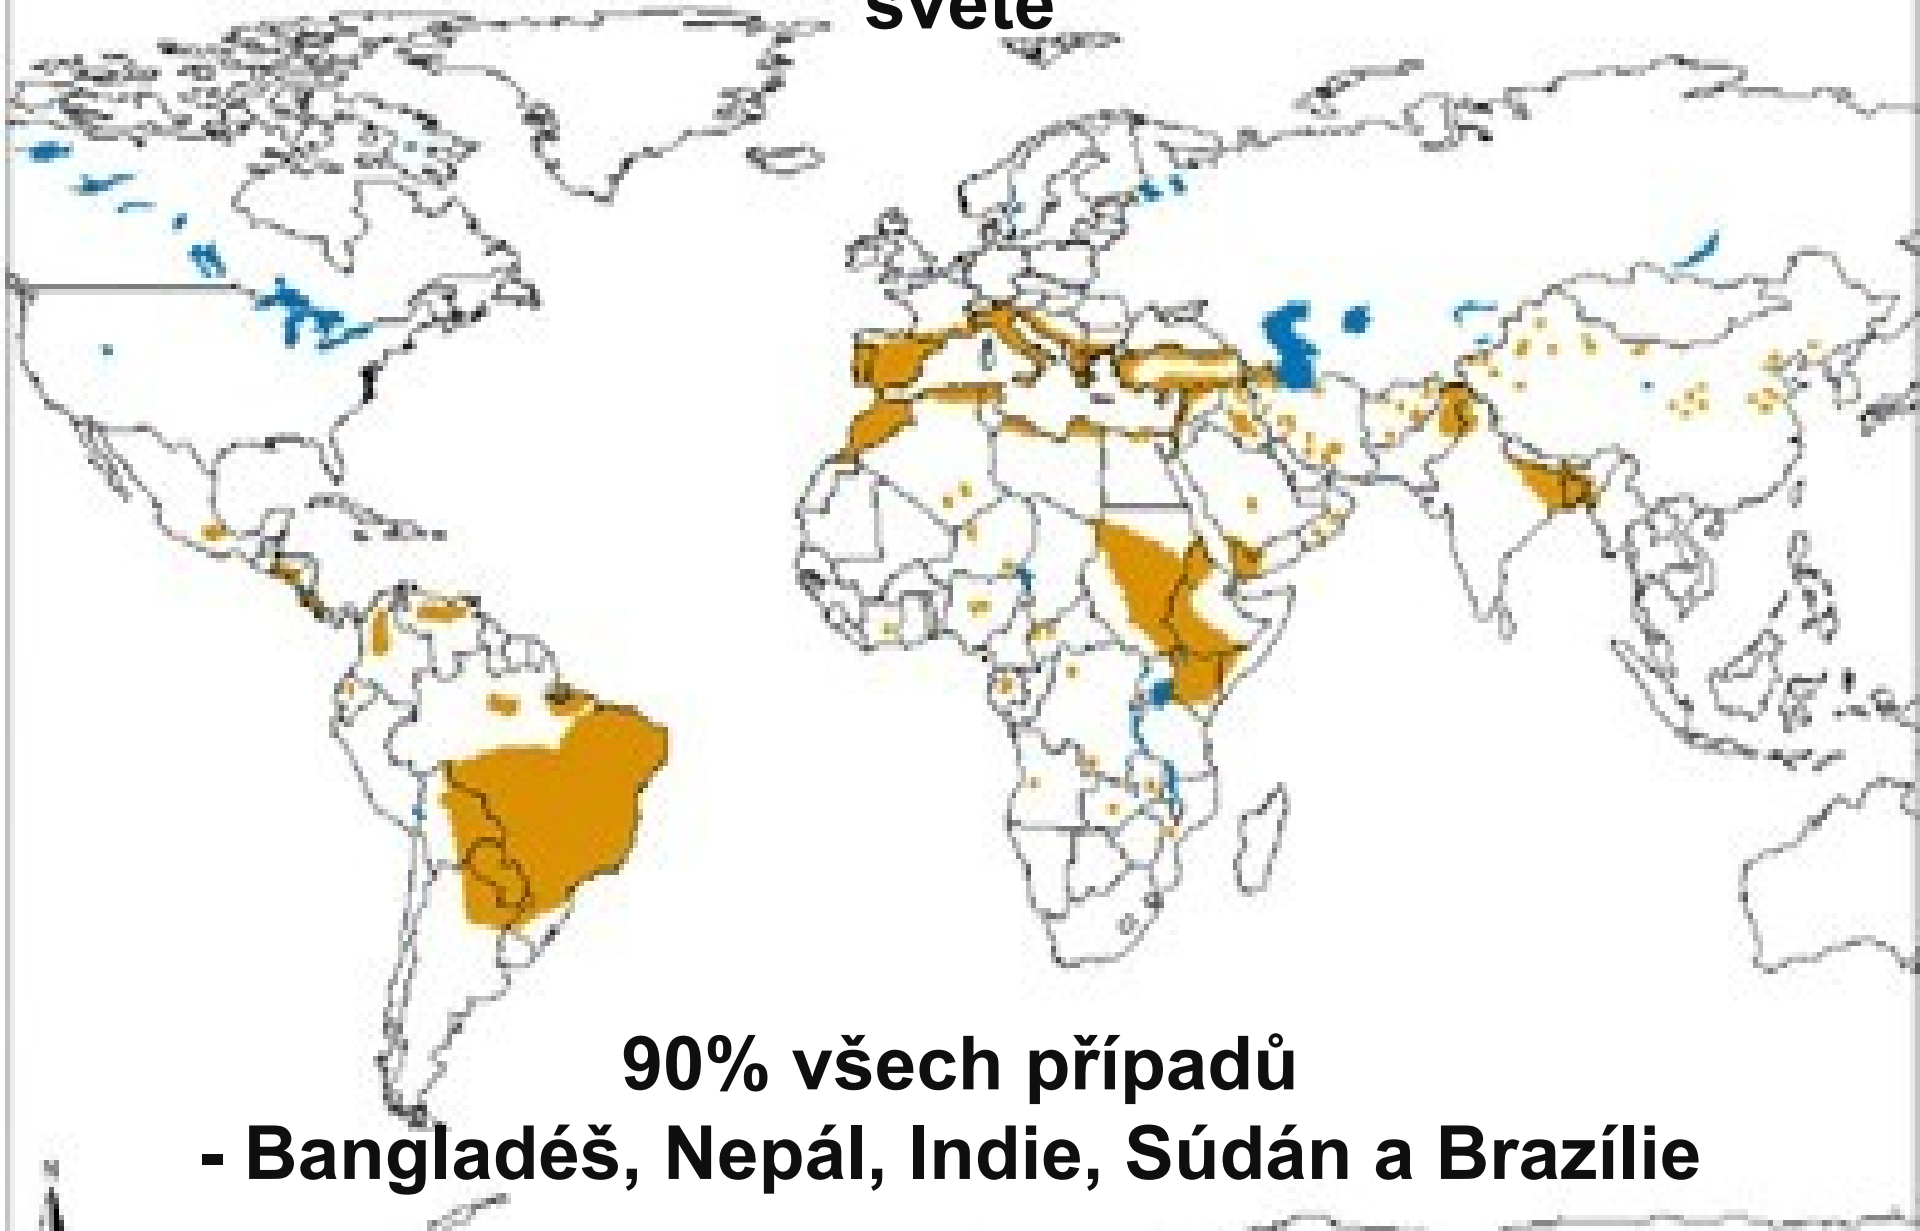 světě
90% všech případů
- Bangladéš, Nepál, Indie, Súdán a Brazílie
N